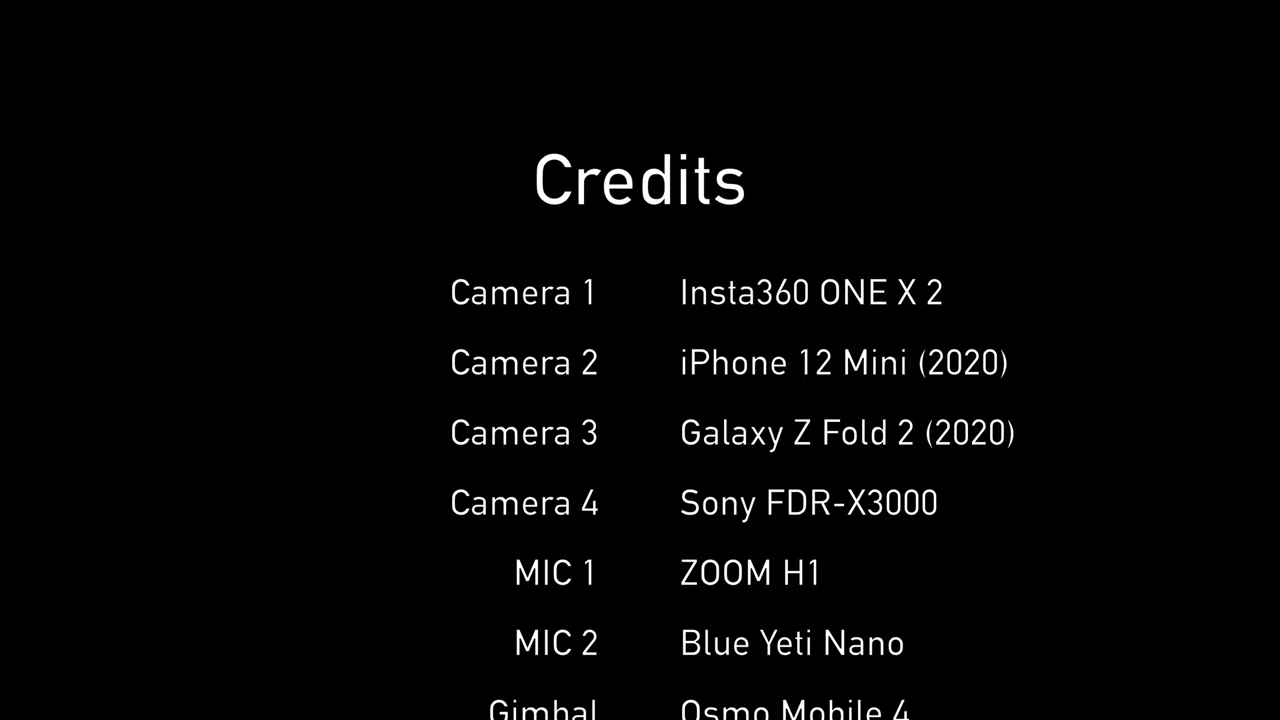 Credits
Camera 1 Insta360 ONE X 2
Camera 2 iPhone 12 Mini (2020)
Camera 3 Galaxy Z Fold 2 (2020)
Camera 4 Sony FDR-X3000
MIC 1 ZOOM H1
MIC 2 Blue Yeti Nano
Gimbal Osmo Mobile 4